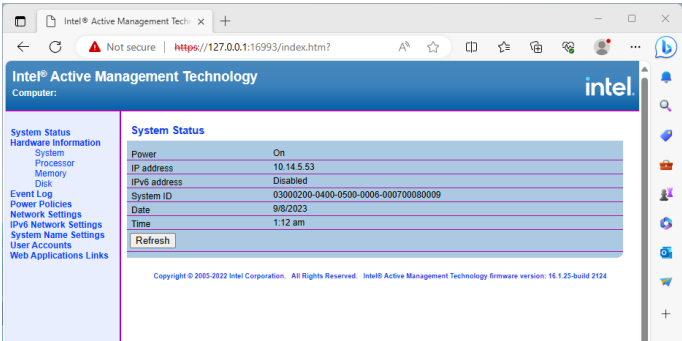 Intel® Active Management Tech
Not secure | https://127.0.0.1:16993/index.htm?
Intel® Active Management Technology
Computer:
intel.
System Status
Hardware Information
System
Processor
Memory
Disk
Event Log
Power Policies
Network Settings
IPv6 Network Settings
System Name Settings
User Accounts
Web Applications Links
System Status
Power On
IP address 10.14.5.53
IPv6 address Disabled
System ID 03000200-0400-0500-0006-000700080009
Date 9/8/2023
Time 1:12 am
Refresh
Copyright © 2005-2022 Intel Corporation. All Rights Reserved. Intel® Active Management Technology firmware version: 16.1.25-build 2124